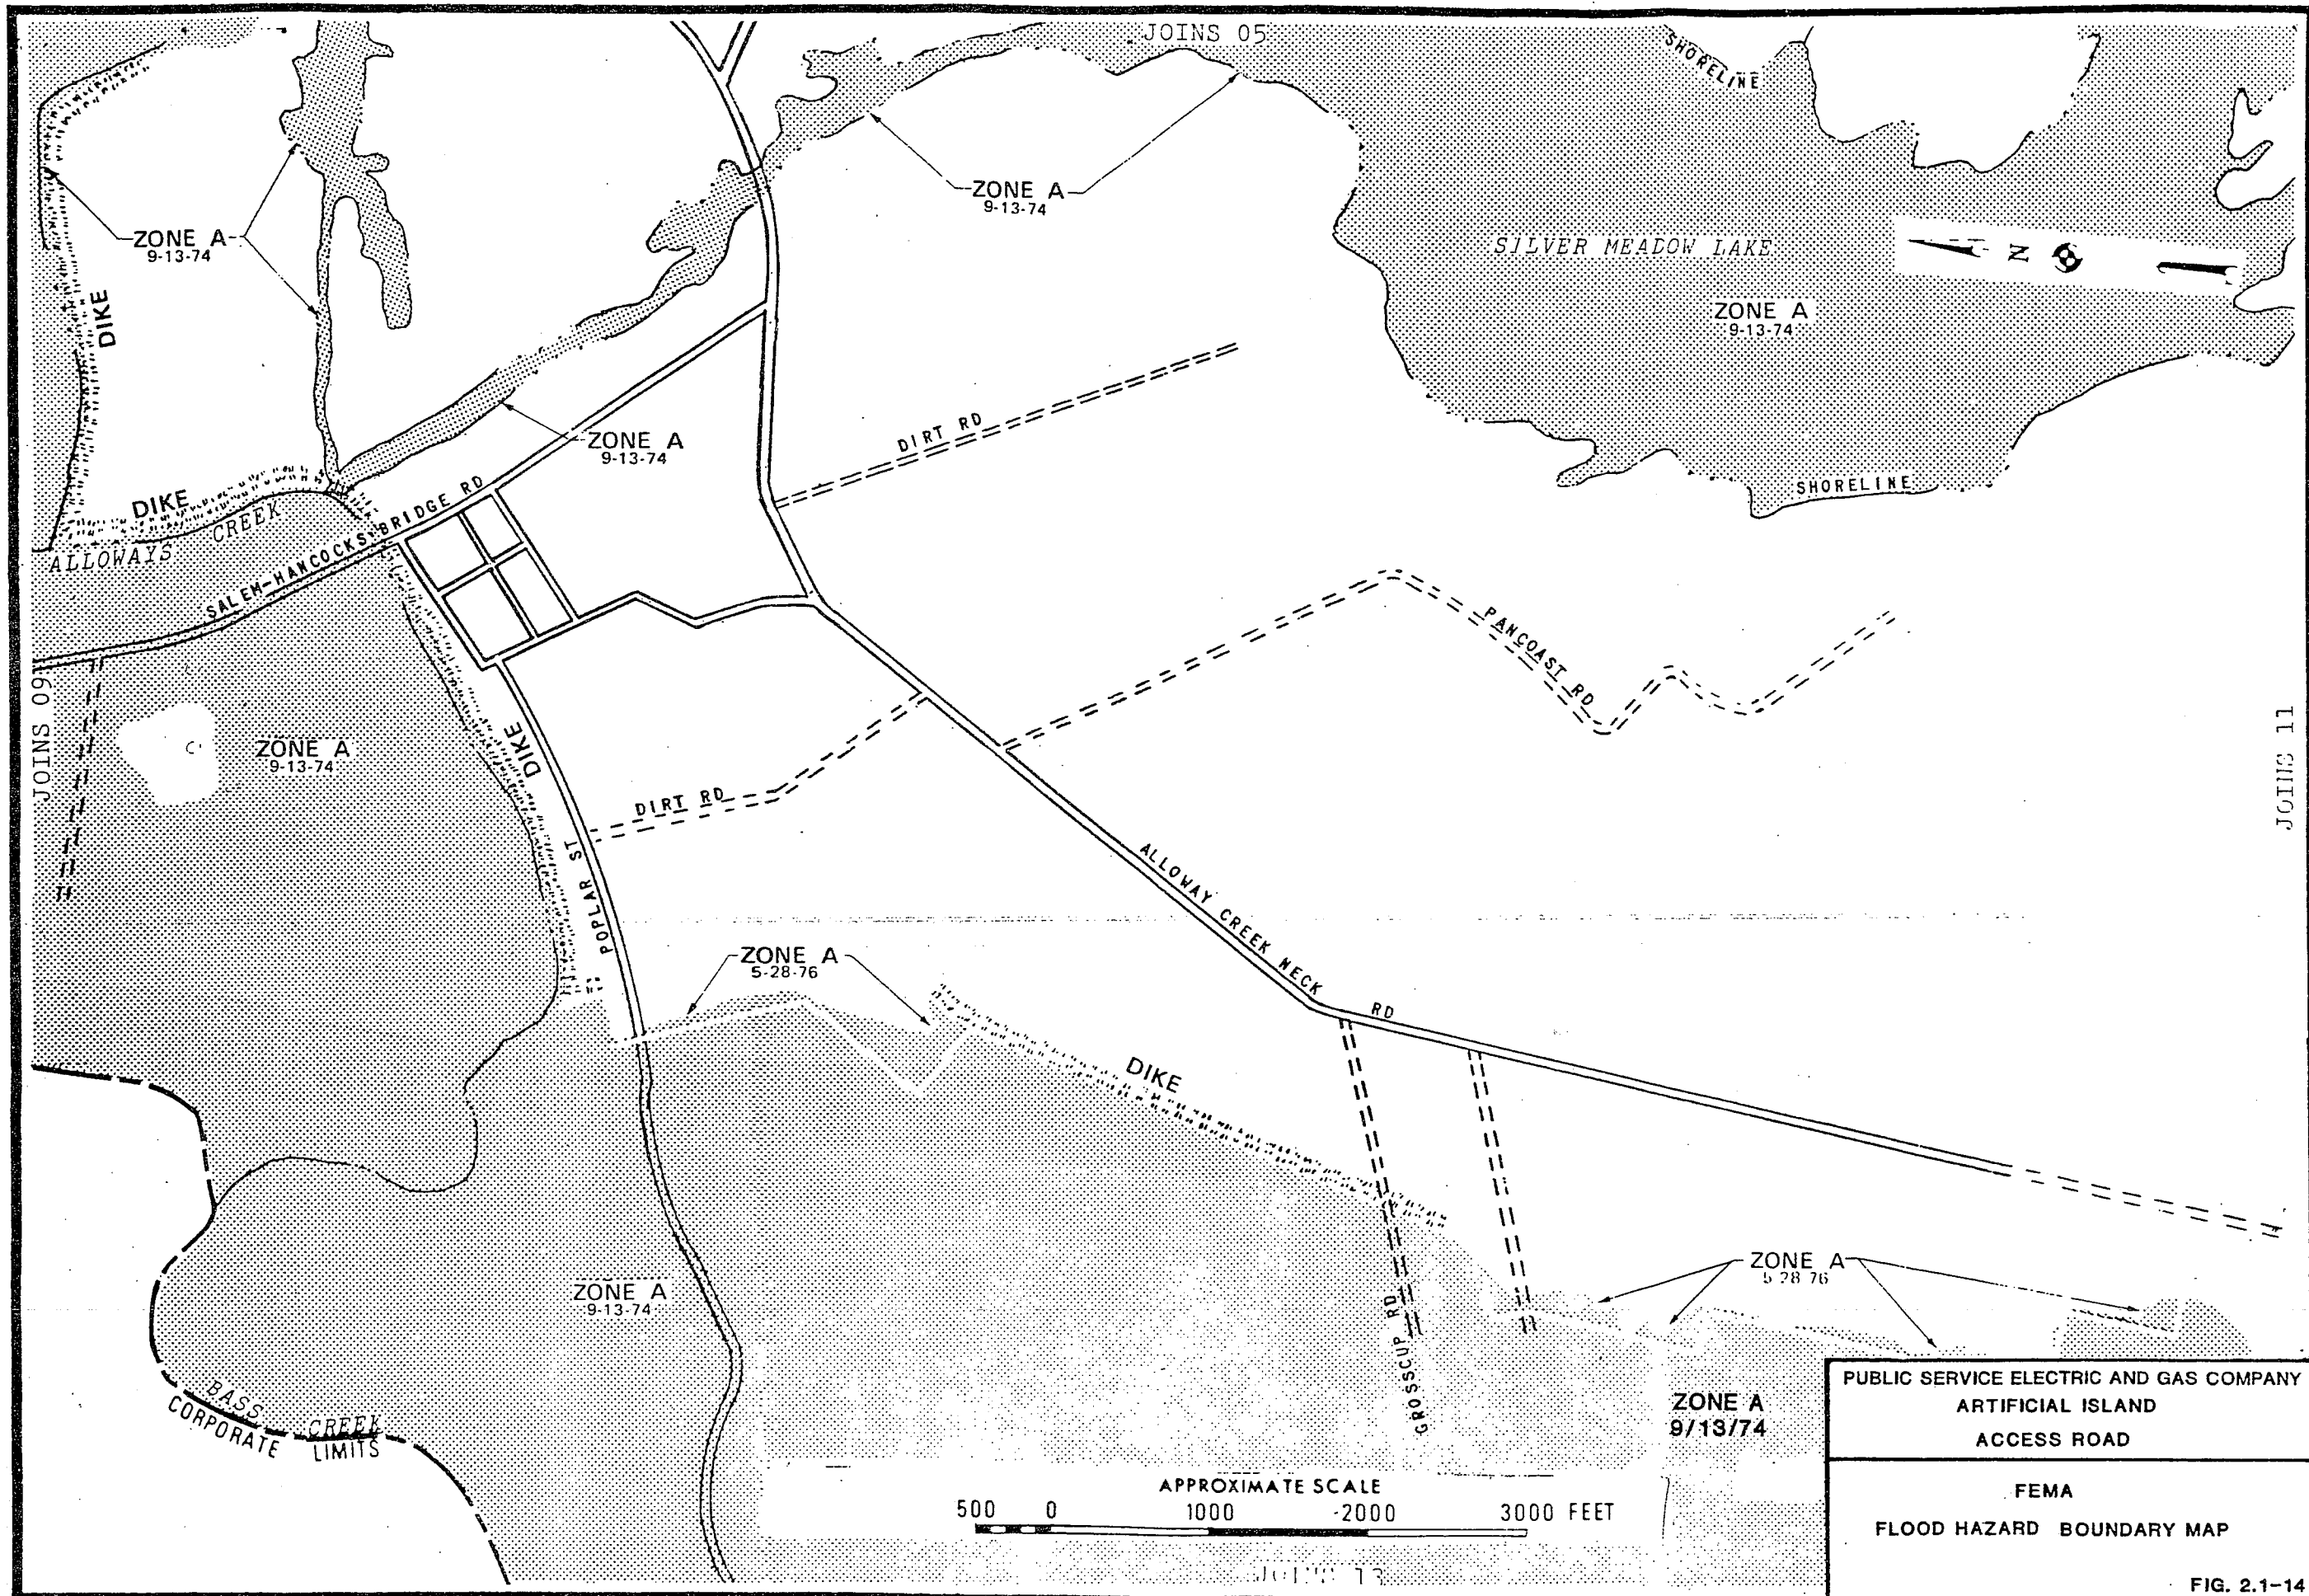 JOINS 05
SHORELINE
ZONE A
9-13-74
ZONE A
9-13-74
SILVER MEADOW LAKE
N
ZONE A
9-13-74
DIKE
ZONE A
9-13-74
DIRT RD
DIKE
CREEK
ALLOWAYS
SALEM-HANCOCKS BRIDGE RD
SHORELINE
PANCOAST RD
JOINS 09
ZONE A
9-13-74
DIKE
DIRT RD
JOINS 11
POPLAR ST
ALLOWAY CREEK NECK RD
ZONE A
5-28-76
DIKE
ZONE A
5-28-76
ZONE A
9-13-74
GROSSCUP RD
BASS CREEK
CORPORATE LIMITS
ZONE A
9/13/74
APPROXIMATE SCALE
500 0 1000 2000 3000 FEET
JOINS 13
PUBLIC SERVICE ELECTRIC AND GAS COMPANY
ARTIFICIAL ISLAND
ACCESS ROAD
FEMA
FLOOD HAZARD BOUNDARY MAP
FIG. 2.1-14